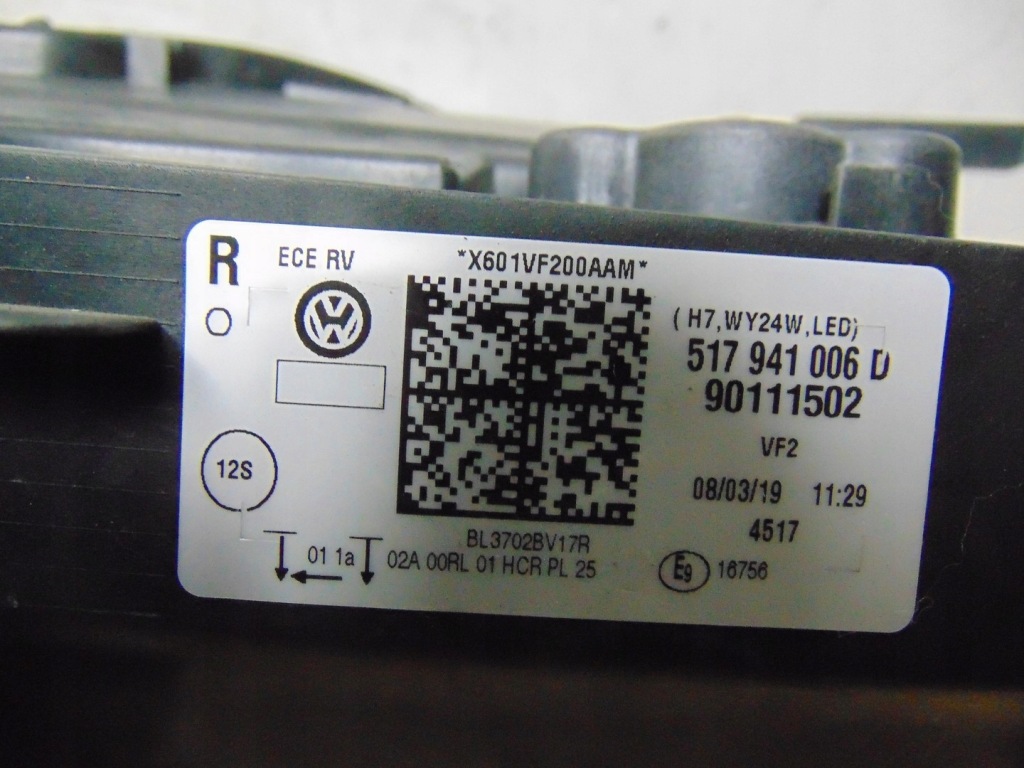 R
ECE RV
*X601VF200AAM*
(H7,WY24W,LED)
517 941 006 D
90111502
VF2
12S
08/03/19 11:29
4517
BL3702BV17R
01 1a
02A 00RL 01 HCR PL 25
E9 16756